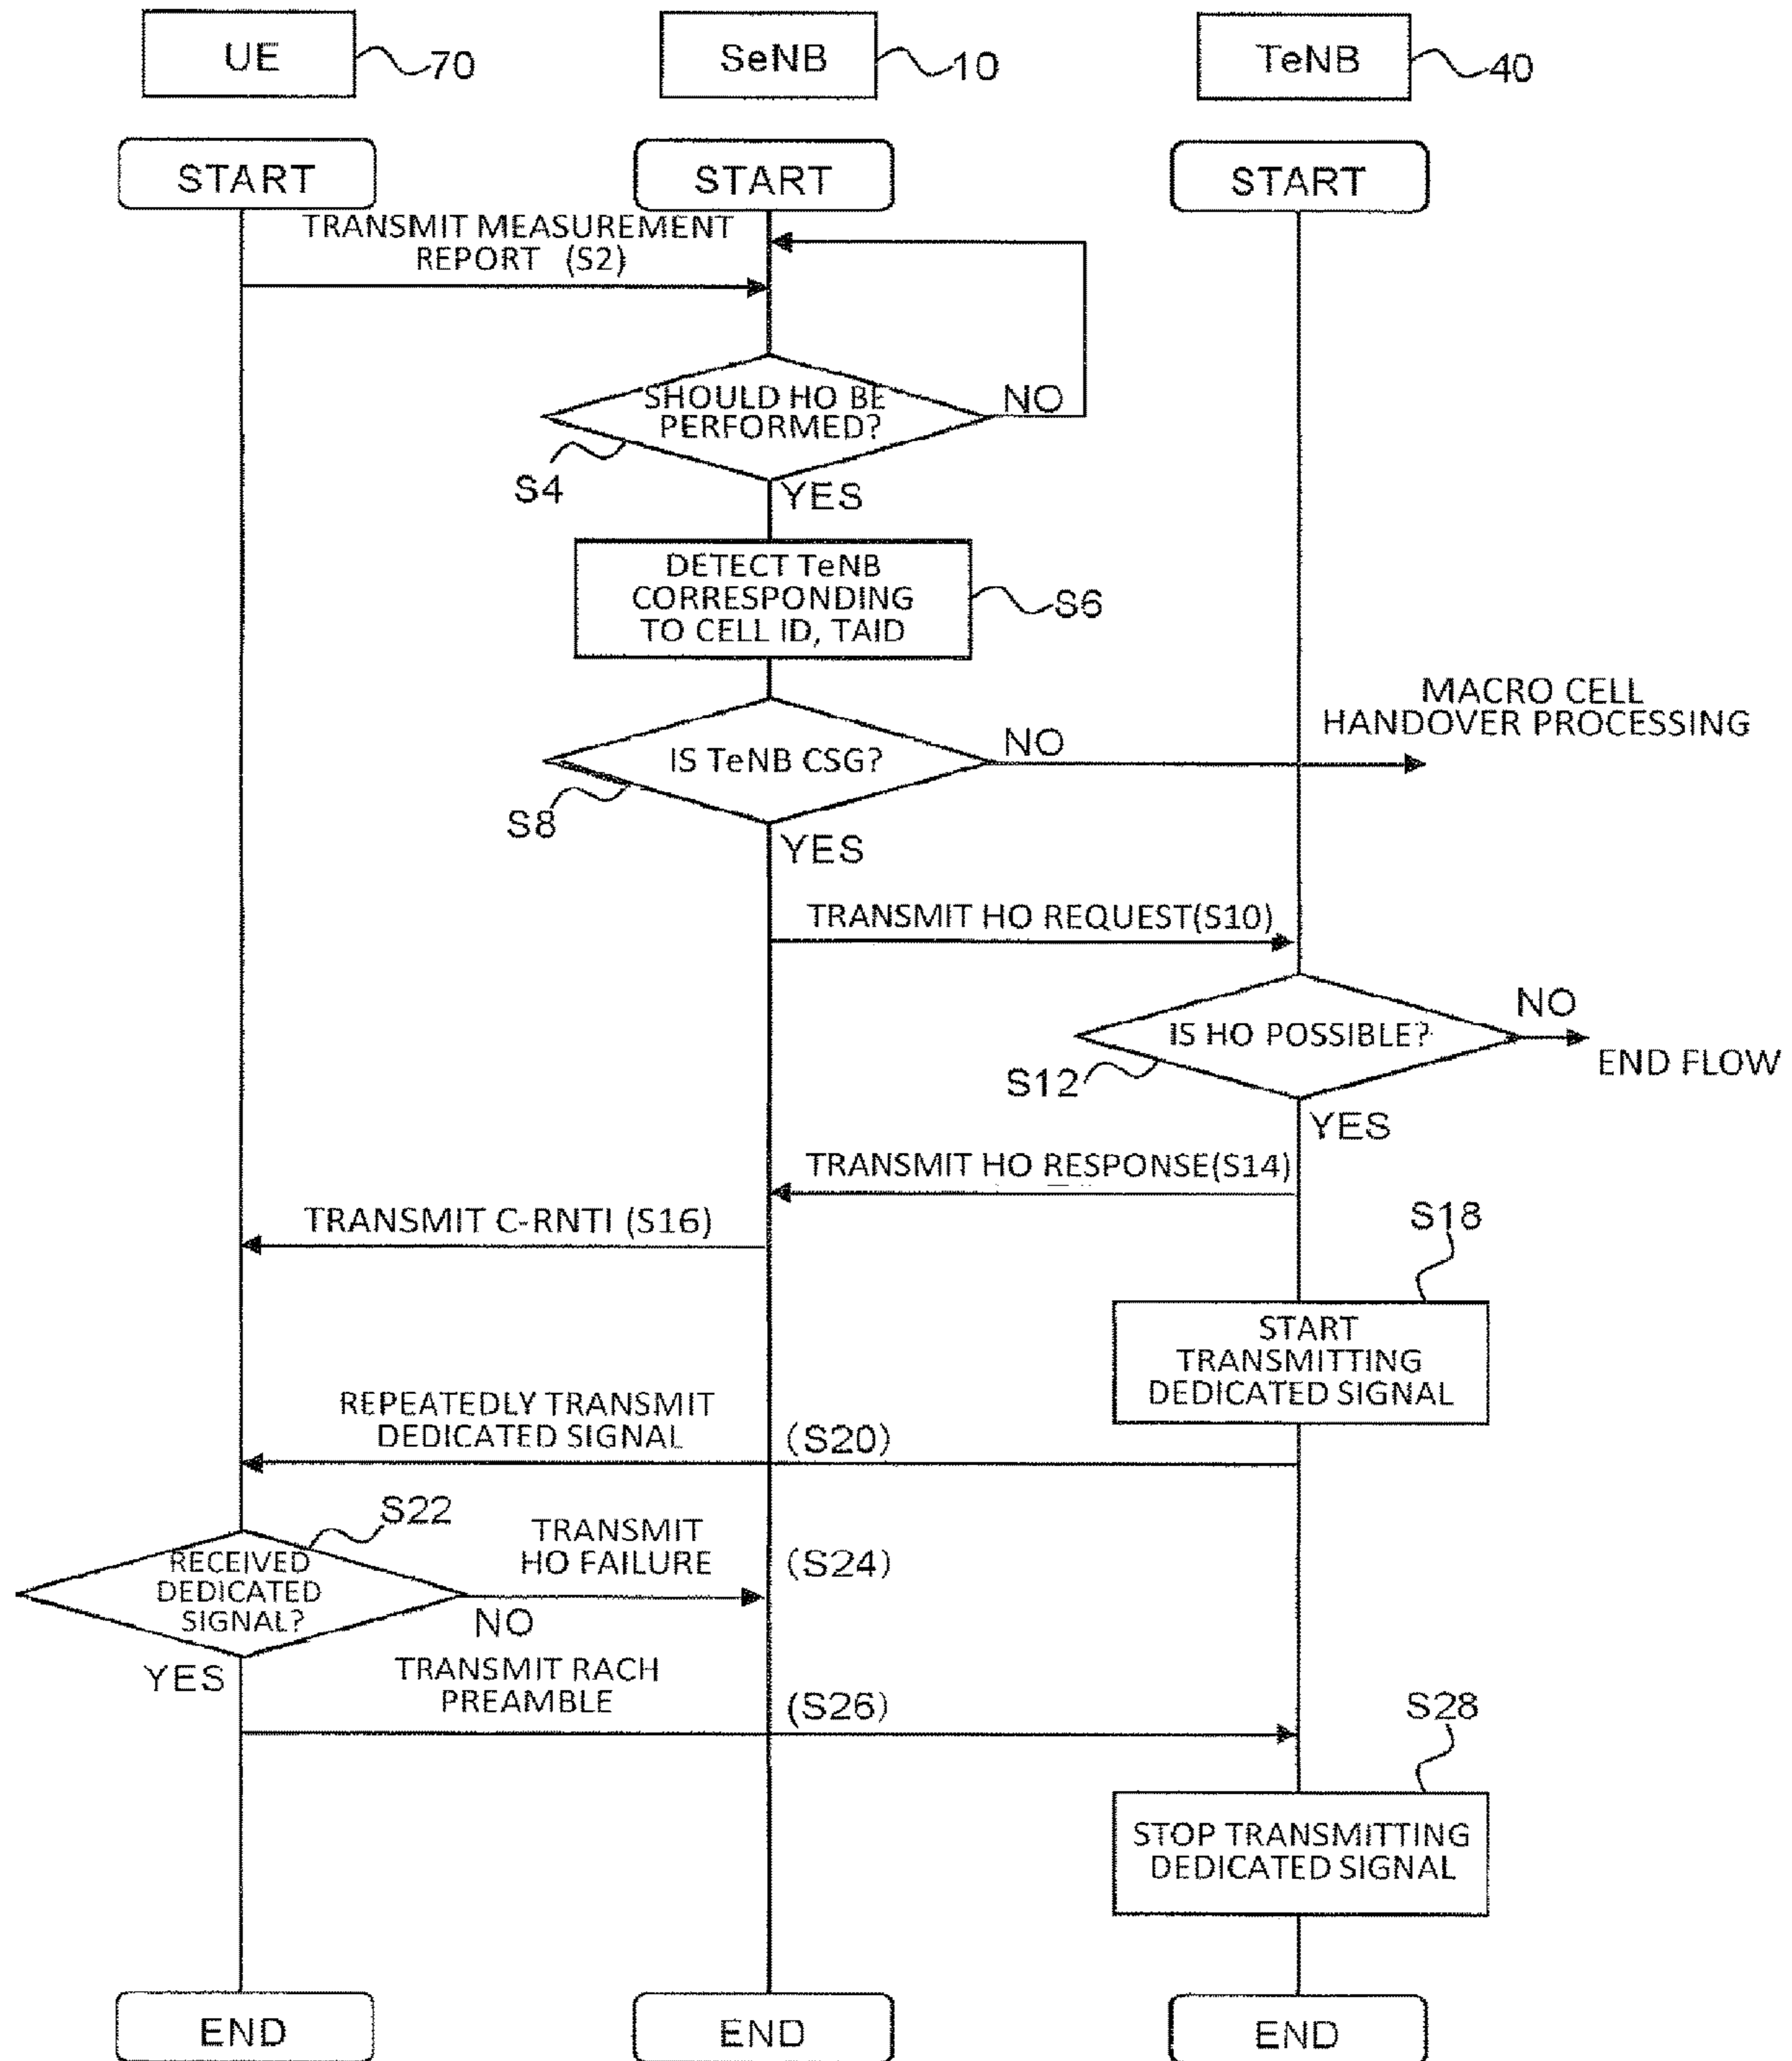 UE
70
SeNB
10
TeNB
40
START
START
START
TRANSMIT MEASUREMENT
REPORT (S2)
SHOULD HO BE
PERFORMED?
NO
S4
YES
DETECT TeNB
CORRESPONDING
TO CELL ID, TAID
S6
MACRO CELL
HANDOVER PROCESSING
IS TeNB CSG?
NO
S8
YES
TRANSMIT HO REQUEST(S10)
IS HO POSSIBLE?
NO
END FLOW
S12
YES
TRANSMIT HO RESPONSE(S14)
TRANSMIT C-RNTI (S16)
S18
START
TRANSMITTING
DEDICATED SIGNAL
REPEATEDLY TRANSMIT
DEDICATED SIGNAL
(S20)
S22
RECEIVED
DEDICATED
SIGNAL?
TRANSMIT
HO FAILURE
(S24)
NO
YES
TRANSMIT RACH
PREAMBLE
(S26)
S28
STOP TRANSMITTING
DEDICATED SIGNAL
END
END
END